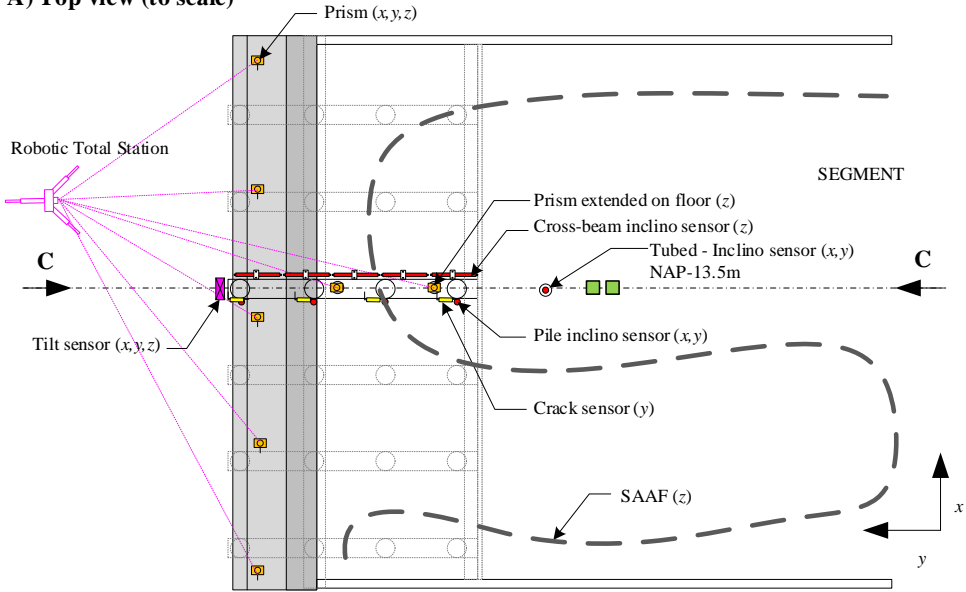 A) Top view (to scale)
Prism (x,y,z)
Robotic Total Station
SEGMENT
Prism extended on floor (z)
Cross-beam inclino sensor (z)
Tubed - Inclino sensor (x,y)
NAP-13.5m
C
C
Tilt sensor (x,y,z)
Pile inclino sensor (x,y)
Crack sensor (y)
SAAF (z)
x
y